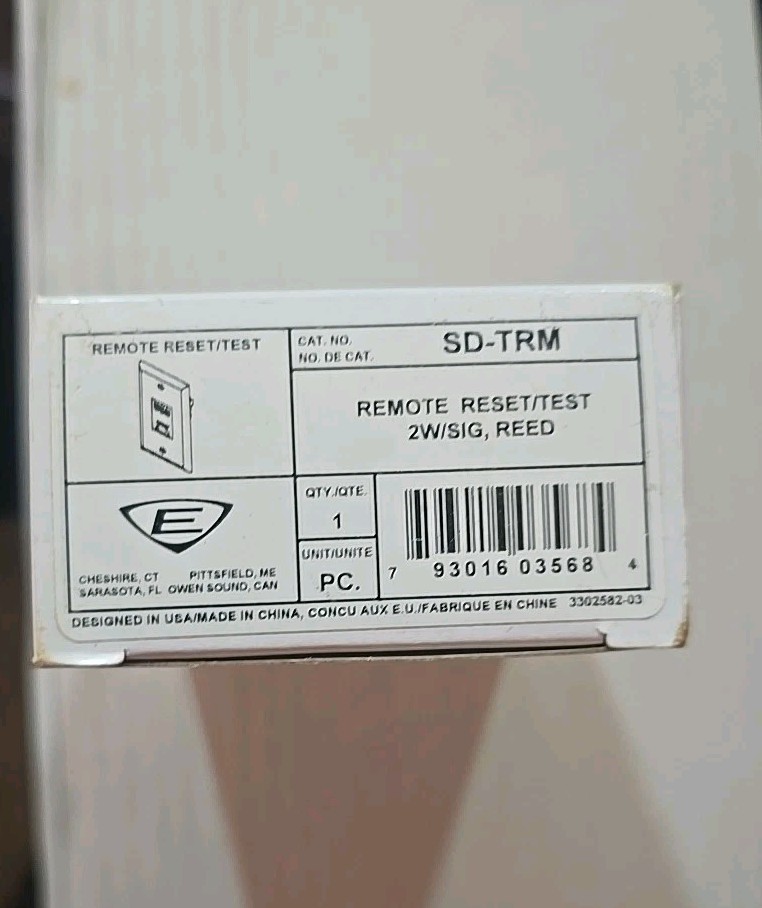 REMOTE RESET/TEST
CAT. NO.
NO. DE CAT.
SD-TRM
REMOTE RESET/TEST
2W/SIG, REED
E
CHESHIRE, CT PITTSFIELD, ME
SARASOTA, FL OWEN SOUND, CAN
QTY./QTE.
1
UNIT/UNITE
PC.
7 93016 03568 4
DESIGNED IN USA/MADE IN CHINA, CONCU AUX E.U./FABRIQUE EN CHINE 3302582-03